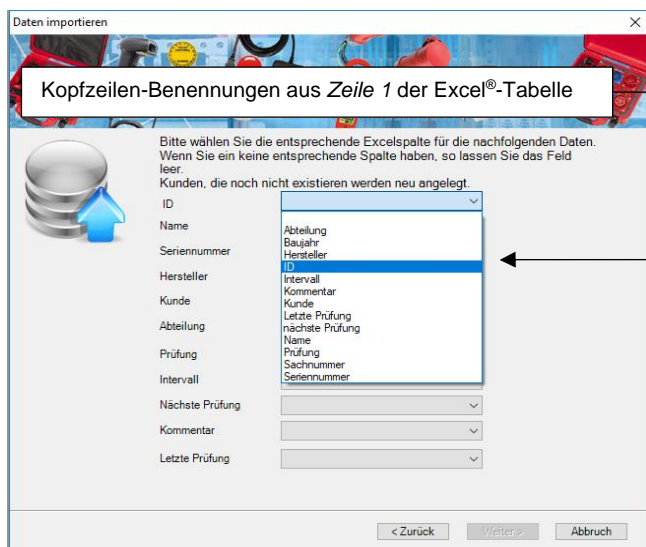 Daten importieren
Kopfzeilen-Benennungen aus Zeile 1 der Excel®-Tabelle
Bitte wählen Sie die entsprechende Excelspalte für die nachfolgenden Daten.
Wenn Sie ein keine entsprechende Spalte haben, so lassen Sie das Feld
leer.
Kunden, die noch nicht existieren werden neu angelegt.
ID
Name
Seriennummer
Hersteller
Kunde
Abteilung
Prüfung
Intervall
Nächste Prüfung
Kommentar
Letzte Prüfung
Abteilung
Baujahr
Hersteller
ID
Intervall
Kommentar
Kunde
Letzte Prüfung
nächste Prüfung
Name
Prüfung
Sachnummer
Seriennummer
< Zurück
Weiter >
Abbruch